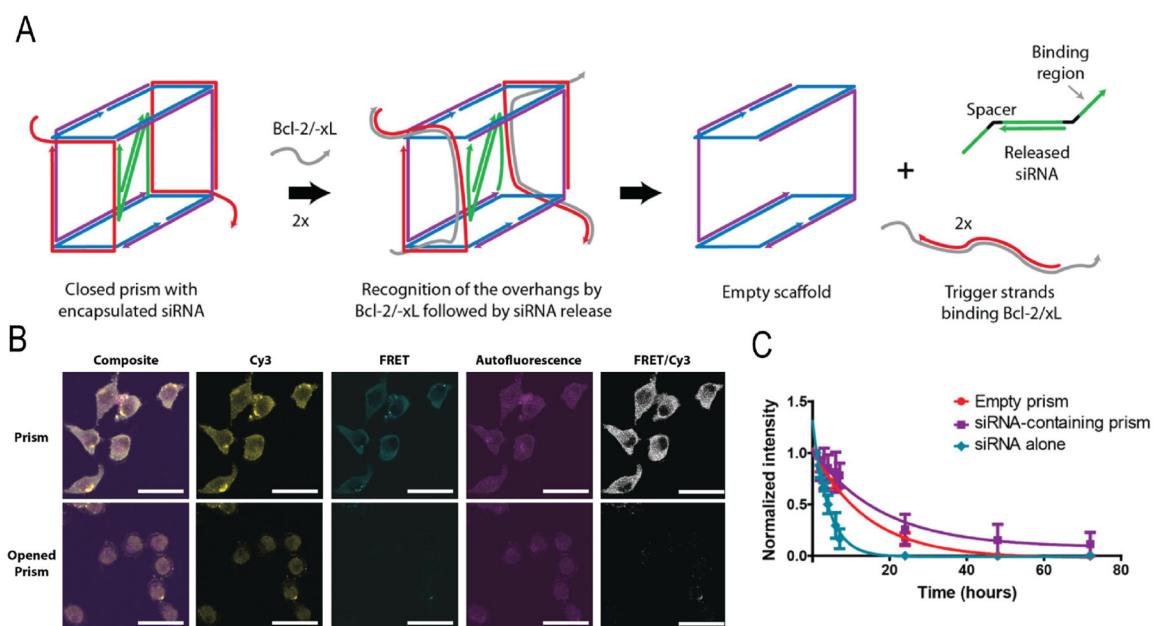 A
Bcl-2/-xL
2x
Binding
region
Spacer
Released
siRNA
+
2x
Closed prism with
encapsulated siRNA
Recognition of the overhangs by
Bcl-2/-xL followed by siRNA release
Empty scaffold
Trigger strands
binding Bcl-2/xL
B
Composite
Cy3
FRET
Autofluorescence
FRET/Cy3
Prism
Opened
Prism
C
Normalized intensity
1.5
1.0
0.5
0.0
20
40
60
80
Time (hours)
Empty prism
siRNA-containing prism
siRNA alone